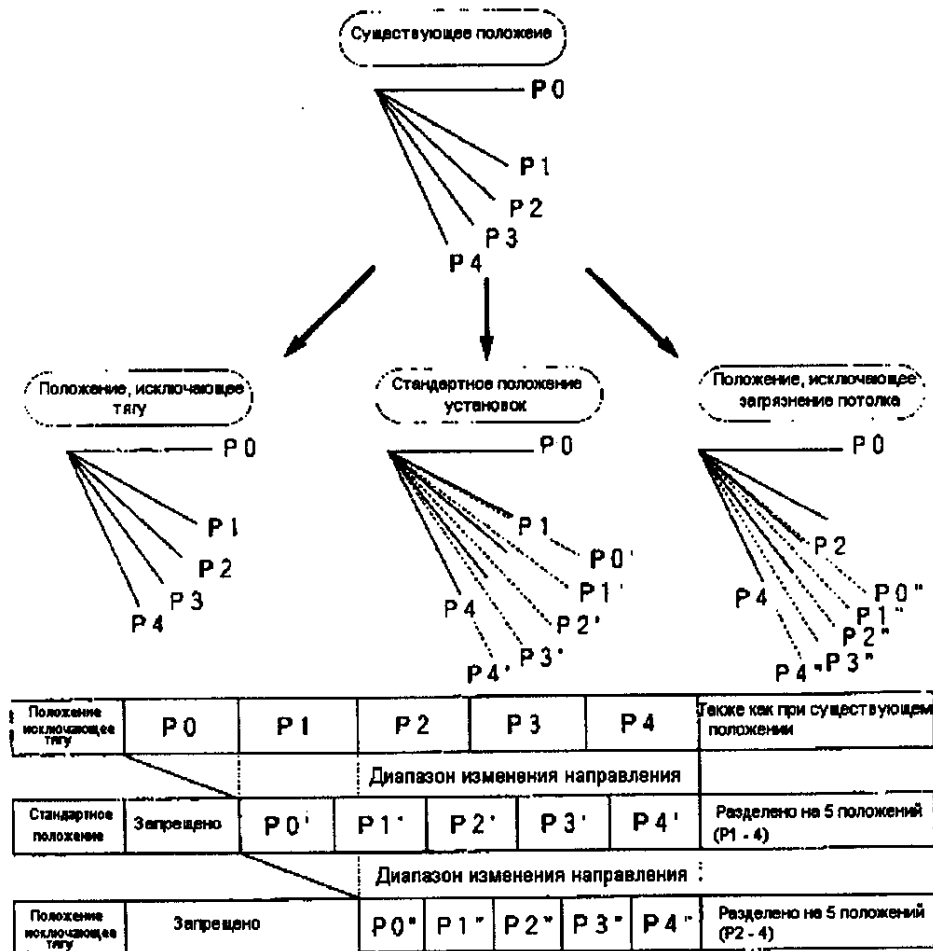 Существующее положеие
P0
P1
P2
P3
P4
Положение, исключающее
тягу
Стандартное положение
установок
Положение, исключающее
загрязнение потолка
P0
P1
P2
P3
P4
P0
P1
P0'
P1'
P4
P2'
P3'
P4'
P0
P2
P4
P0"
P1"
P2"
P3"
P4"
Положение
исключающее
тягу
P0
P1
P2
P3
P4
Также как при существующем
положении
Диапазон изменения направления
Стандартное
положение
Запрещено
P0'
P1'
P2'
P3'
P4'
Разделено на 5 положений
(P1 - 4)
Диапазон изменения направления
Положение
исключающее
тягу
Запрещено
P0"
P1"
P2"
P3"
P4"
Разделено на 5 положений
(P2 - 4)